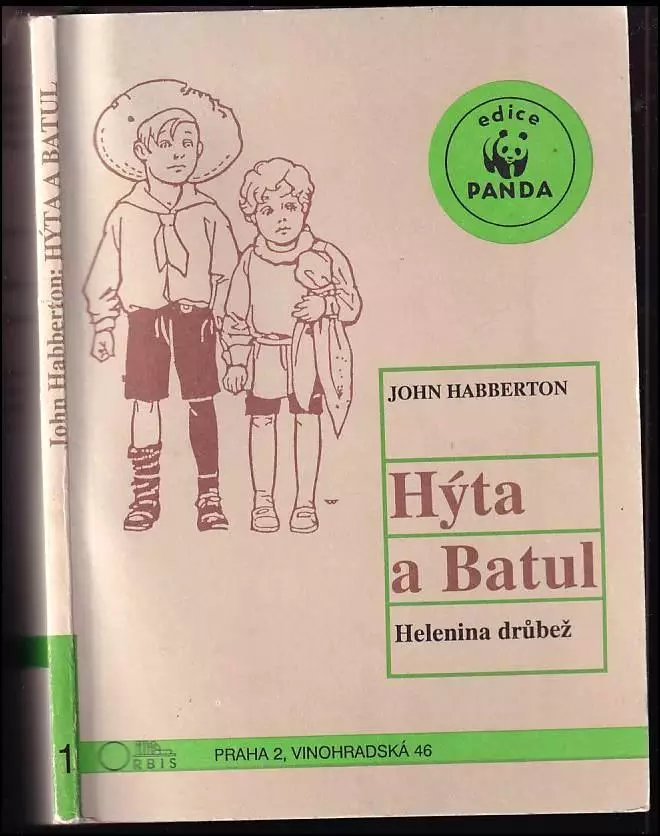 John Habberton: HÝTA A BATUL
1
edice
PANDA
JOHN HABBERTON
Hýta
a Batul
Helenina drůbež
ORBIS
PRAHA 2, VINOHRADSKÁ 46